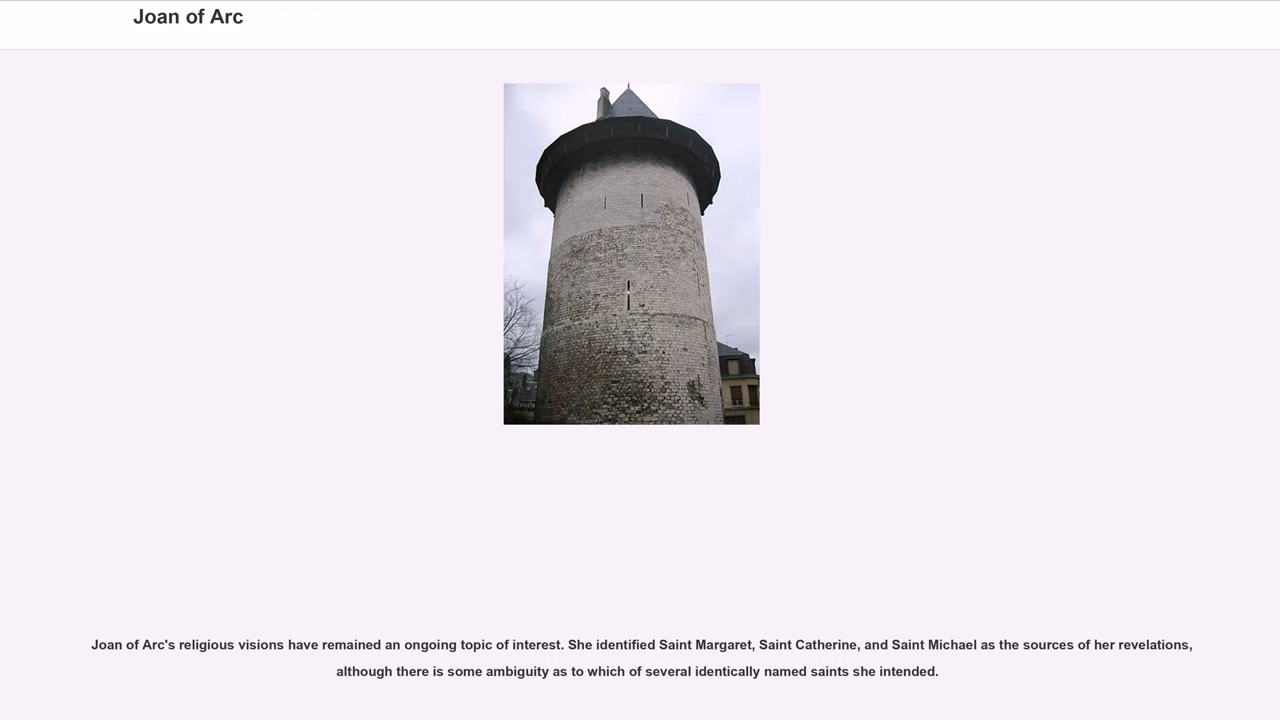 Joan of Arc
Joan of Arc's religious visions have remained an ongoing topic of interest. She identified Saint Margaret, Saint Catherine, and Saint Michael as the sources of her revelations,
although there is some ambiguity as to which of several identically named saints she intended.